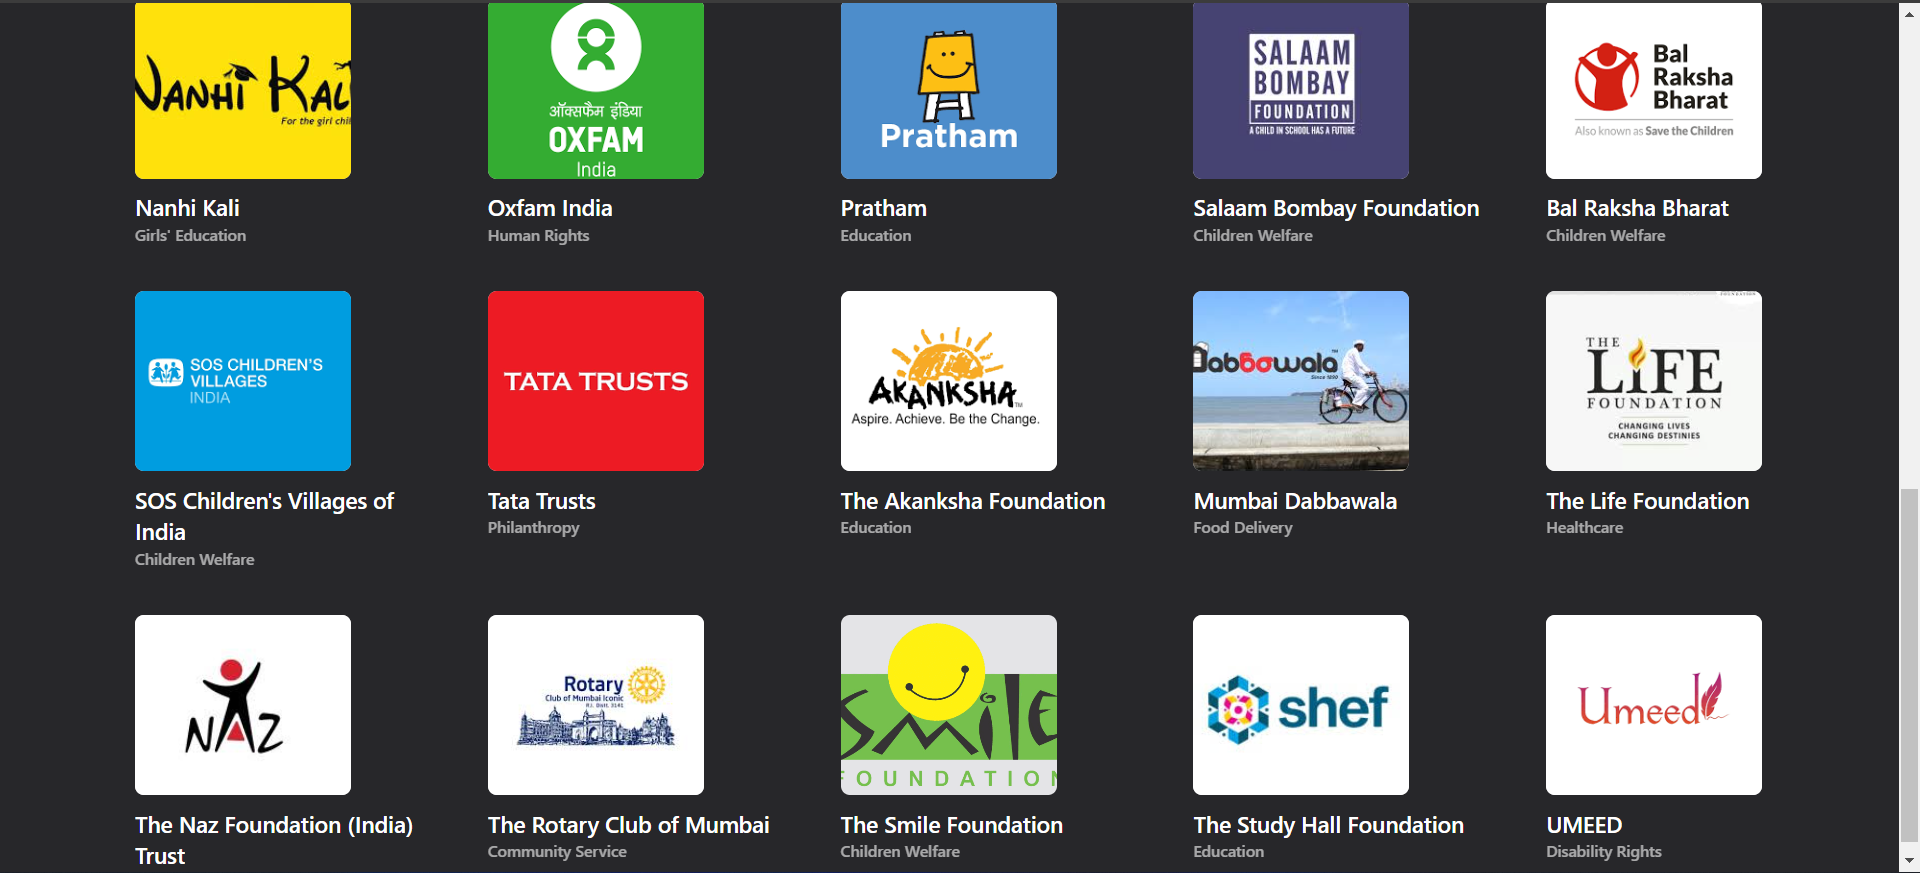 NANHI KALI
For the girl chil
ऑक्सफैम इंडिया
OXFAM
India
Pratham
SALAAM
BOMBAY
FOUNDATION
A CHILD IN SCHOOL HAS A FUTURE
Bal
Raksha
Bharat
Also known as Save the Children
Nanhi Kali
Girls' Education
Oxfam India
Human Rights
Pratham
Education
Salaam Bombay Foundation
Children Welfare
Bal Raksha Bharat
Children Welfare
SOS CHILDREN'S
VILLAGES
INDIA
TATA TRUSTS
AKANKSHA TM
Aspire. Achieve. Be the Change.
Dabbawala TM
Since 1890
FOUNDATION
THE
LIFE
FOUNDATION
CHANGING LIVES
CHANGING DESTINIES
SOS Children's Villages of
India
Children Welfare
Tata Trusts
Philanthropy
The Akanksha Foundation
Education
Mumbai Dabbawala
Food Delivery
The Life Foundation
Healthcare
NAZ
Rotary
Club of Mumbai Iconic
R.I. Distt. 3141
SMILE
FOUNDATION
shef
Umeed
The Naz Foundation (India)
Trust
The Rotary Club of Mumbai
Community Service
The Smile Foundation
Children Welfare
The Study Hall Foundation
Education
UMEED
Disability Rights